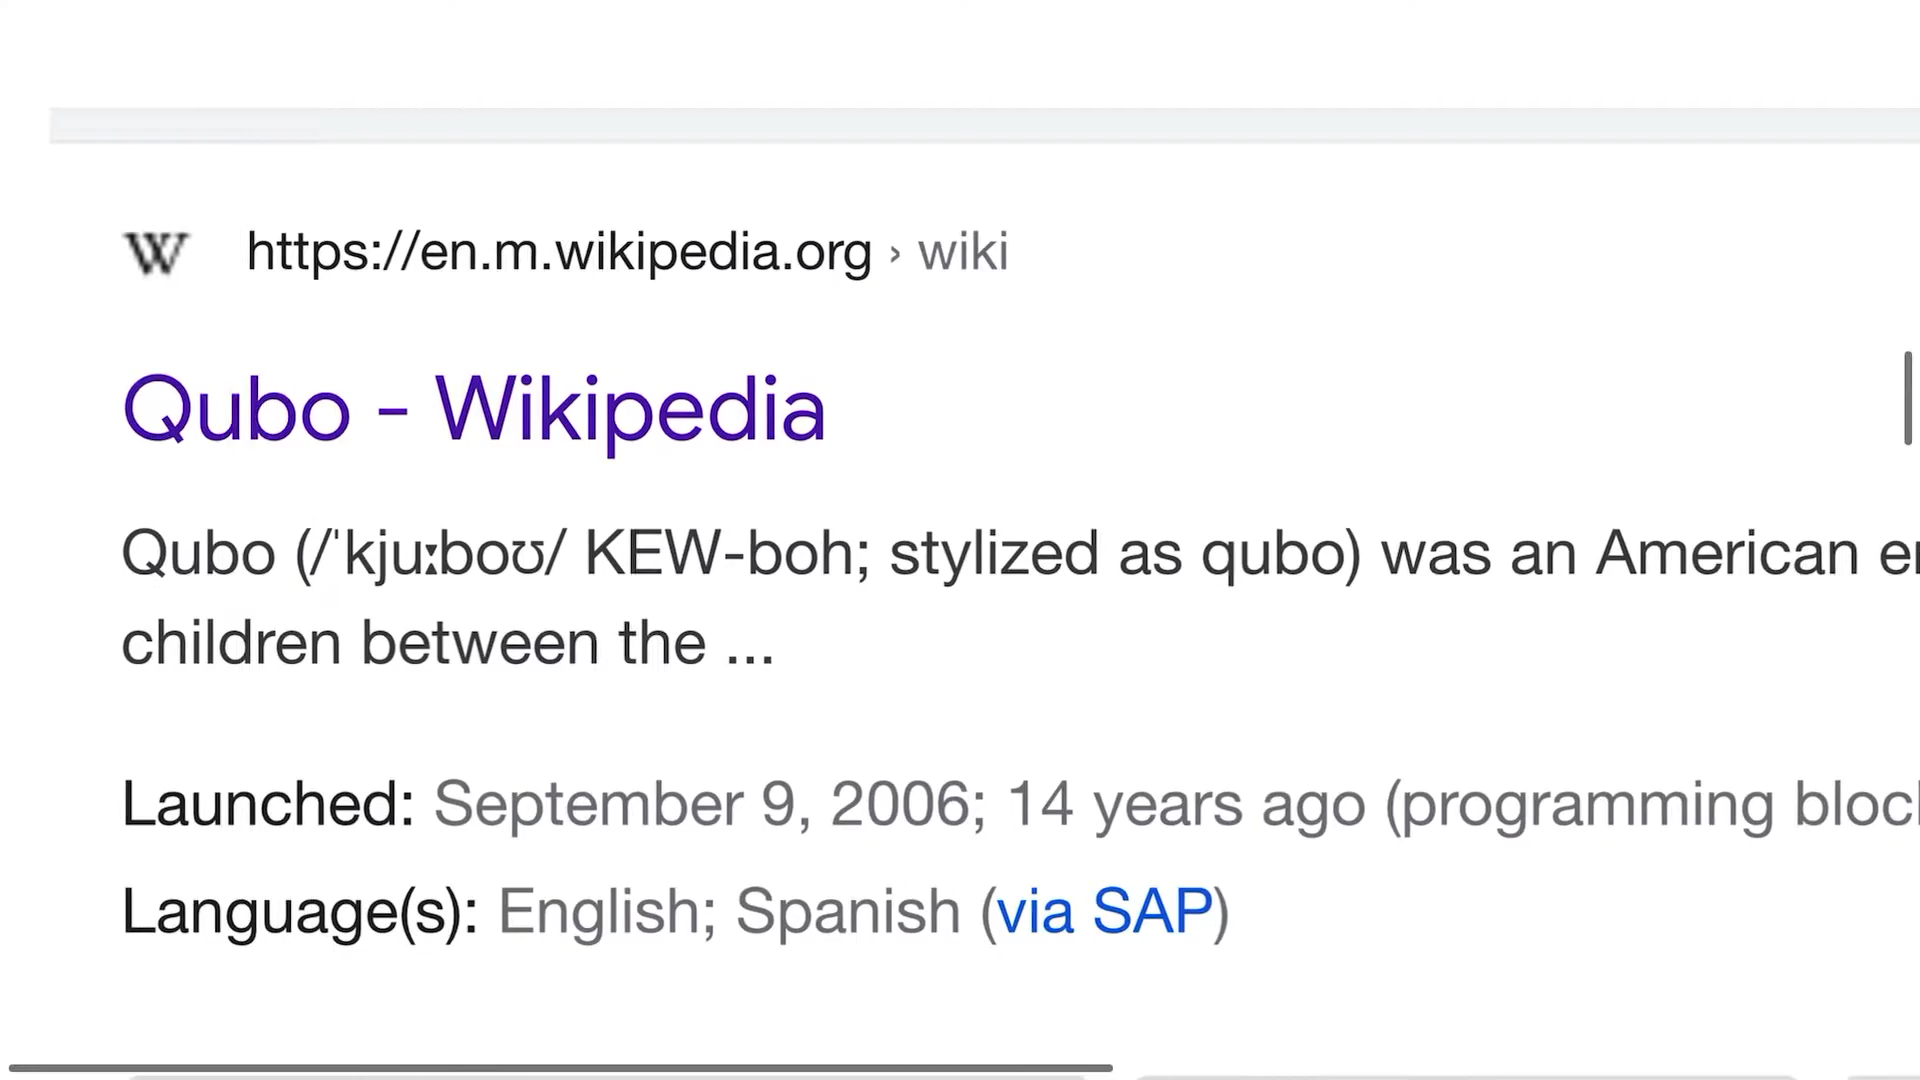 W https://en.m.wikipedia.org › wiki
Qubo - Wikipedia
Qubo (/ˈkjuːboʊ/ KEW-boh; stylized as qubo) was an American
children between the ...
Launched: September 9, 2006; 14 years ago (programming
Language(s): English; Spanish (via SAP)